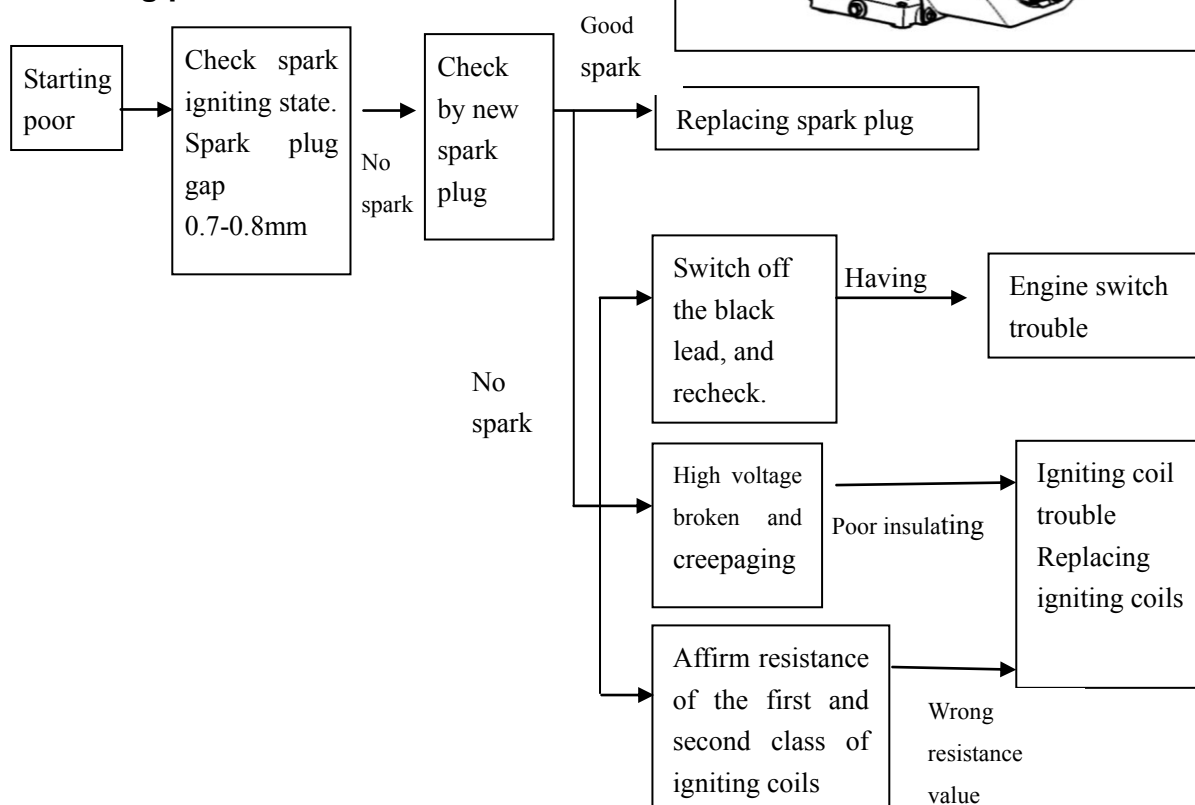 Starting
poor
Check spark
igniting state.
Spark plug
gap
0.7-0.8mm
No
spark
Check
by new
spark
plug
Good
spark
Replacing spark plug
No
spark
Switch off
the black
lead, and
recheck.
Having
Engine switch
trouble
High voltage
broken and
creepaging
Poor insulating
Igniting coil
trouble
Replacing
igniting coils
Affirm resistance
of the first and
second class of
igniting coils
Wrong
resistance
value